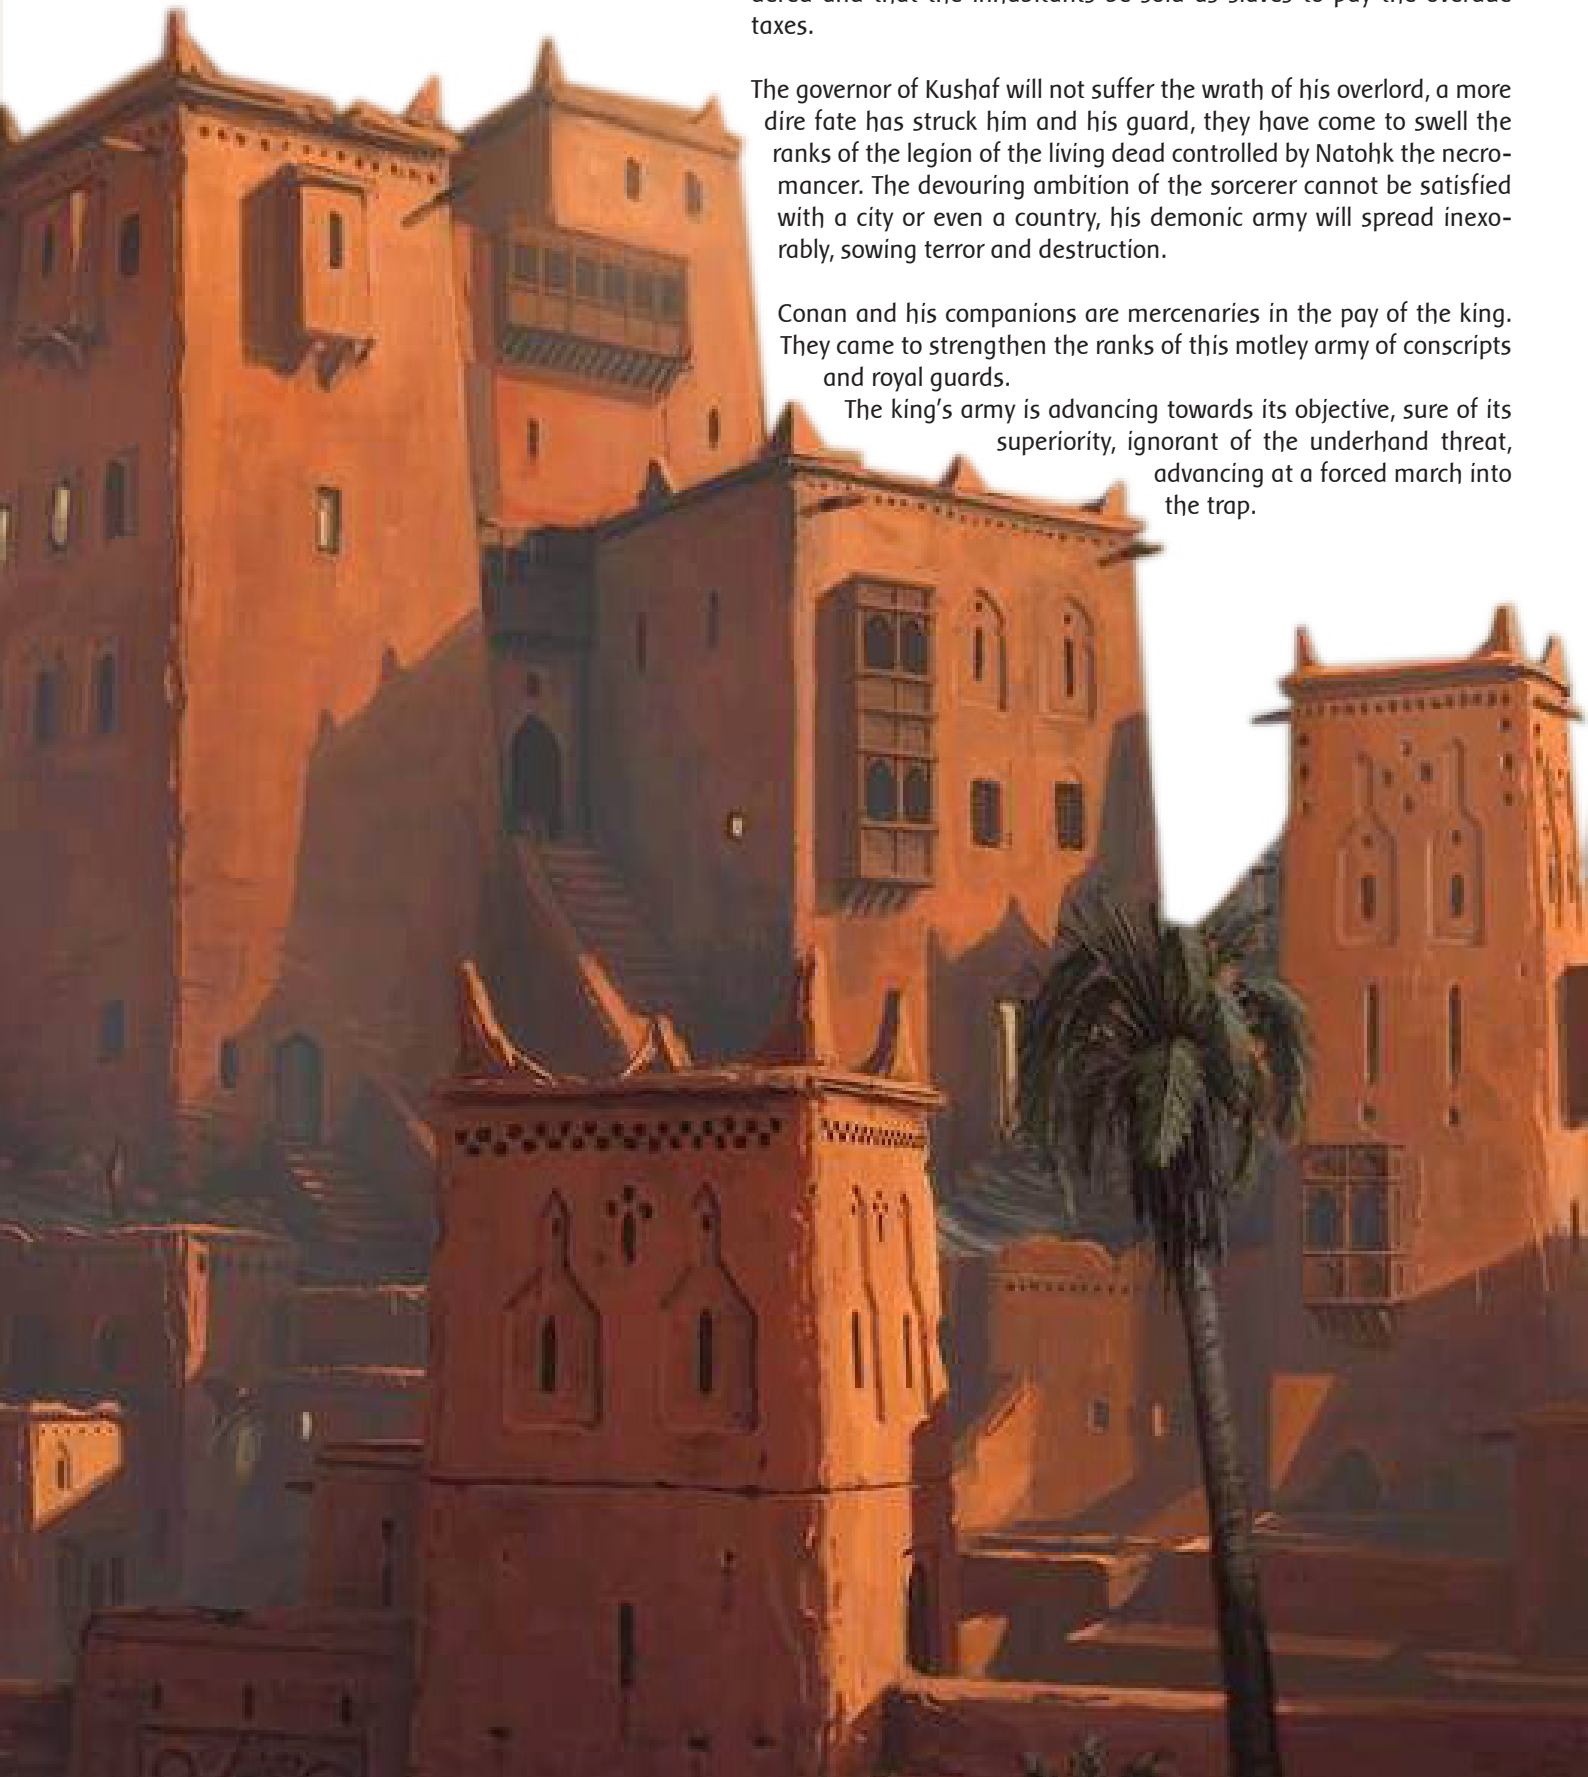 taxes.
The governor of Kushaf will not suffer the wrath of his overlord, a more
dire fate has struck him and his guard, they have come to swell the
ranks of the legion of the living dead controlled by Natohk the necro-
mancer. The devouring ambition of the sorcerer cannot be satisfied
with a city or even a country, his demonic army will spread inexo-
rably, sowing terror and destruction.
Conan and his companions are mercenaries in the pay of the king.
They came to strengthen the ranks of this motley army of conscripts
and royal guards.
The king's army is advancing towards its objective, sure of its
superiority, ignorant of the underhand threat,
advancing at a forced march into
the trap.